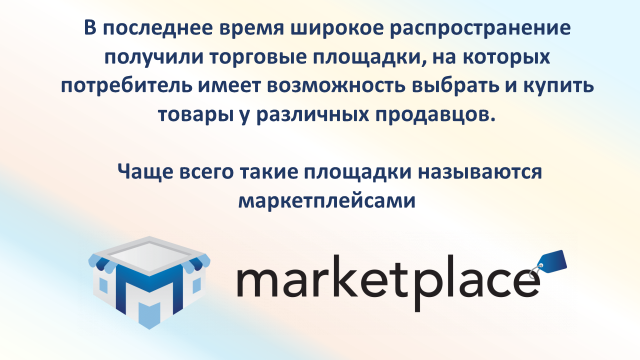 В последнее время широкое распространение
получили торговые площадки, на которых
потребитель имеет возможность выбрать и купить
товары у различных продавцов.
Чаще всего такие площадки называются
маркетплейсами
marketplace